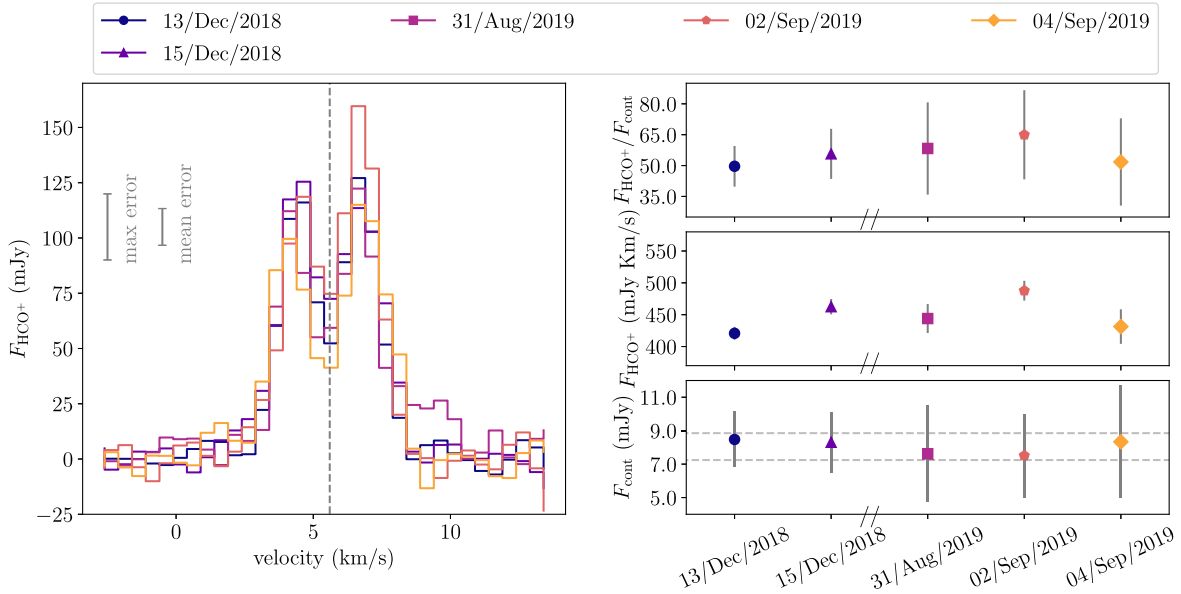 13/Dec/2018
15/Dec/2018
31/Aug/2019
02/Sep/2019
04/Sep/2019
150
125
100
75
50
25
0
−25
F_HCO⁺ (mJy)
max error
mean error
0
5
10
velocity (km/s)
80.0
65.0
50.0
35.0
F_HCO⁺/F_cont
550
500
450
400
F_HCO⁺ (mJy Km/s)
11.0
9.0
7.0
5.0
F_cont (mJy)
13/Dec/2018
15/Dec/2018
31/Aug/2019
02/Sep/2019
04/Sep/2019